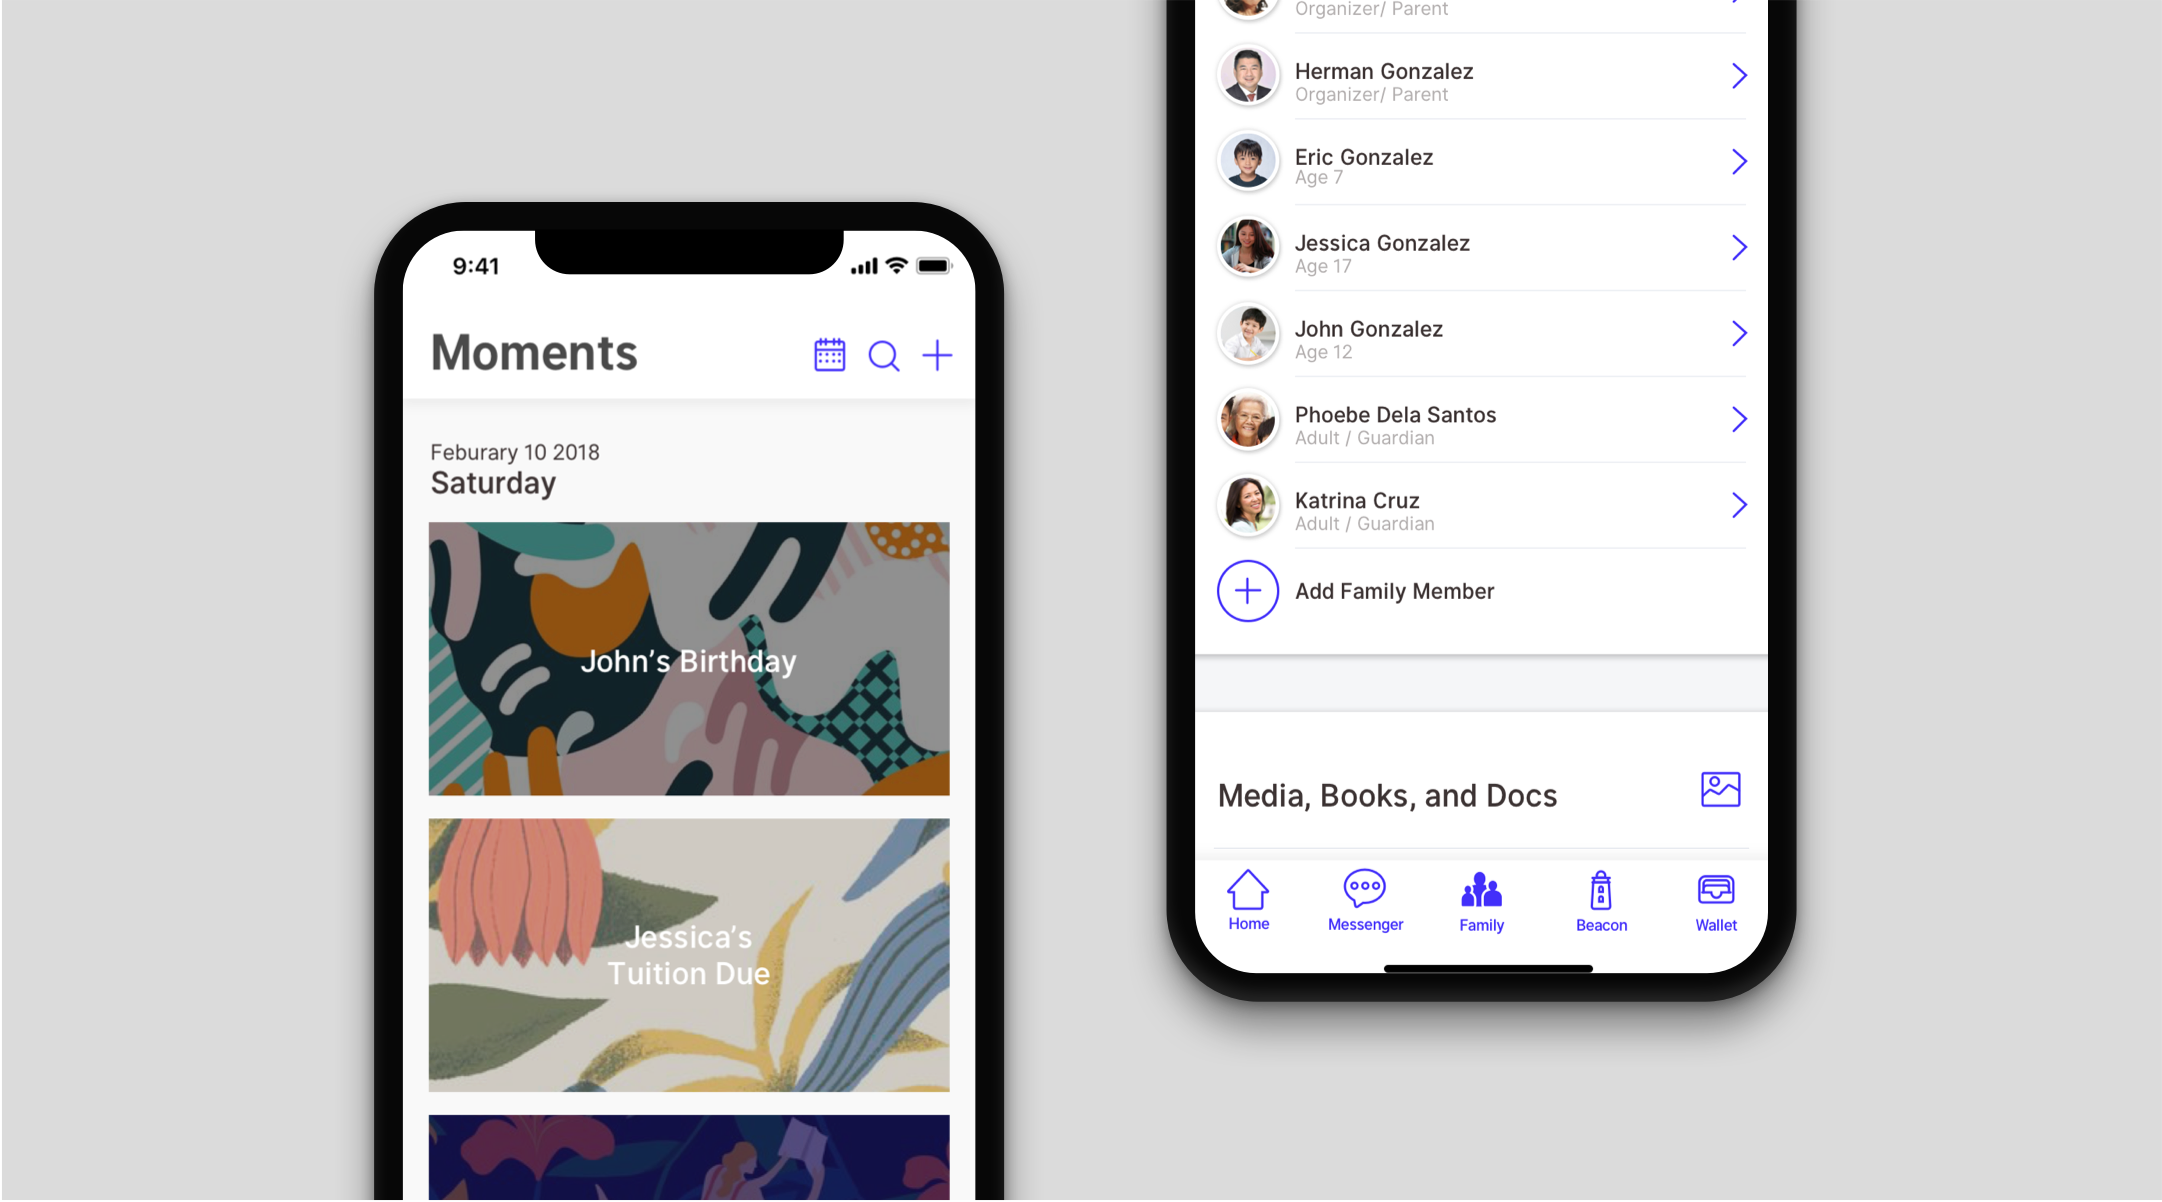 9:41
Moments
Feburary 10 2018
Saturday
John's Birthday
Jessica's
Tuition Due
Organizer/ Parent
Herman Gonzalez
Organizer/ Parent
Eric Gonzalez
Age 7
Jessica Gonzalez
Age 17
John Gonzalez
Age 12
Phoebe Dela Santos
Adult / Guardian
Katrina Cruz
Adult / Guardian
Add Family Member
Media, Books, and Docs
Home Messenger Family Beacon Wallet